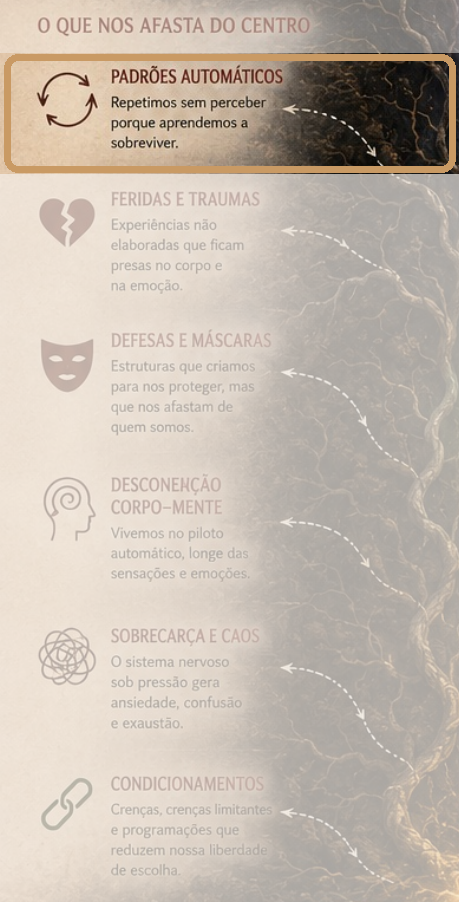 O QUE NOS AFASTA DO CENTRO
PADRÕES AUTOMÁTICOS
Repetimos sem perceber
porque aprendemos a
sobreviver.
FERIDAS E TRAUMAS
Experiências não
elaboradas que ficam
presas no corpo e
na emoção.
DEFESAS E MÁSCARAS
Estruturas que criamos
para nos proteger, mas
que nos afastam de
quem somos.
DESCONENÇÃO
CORPO–MENTE
Vivemos no piloto
automático, longe das
sensações e emoções.
SOBRECARÇA E CAOS
O sistema nervoso
sob pressão gera
ansiedade, confusão
e exaustão.
CONDICIONAMENTOS
Crenças, crenças limitantes
e programações que
reduzem nossa liberdade
de escolha.